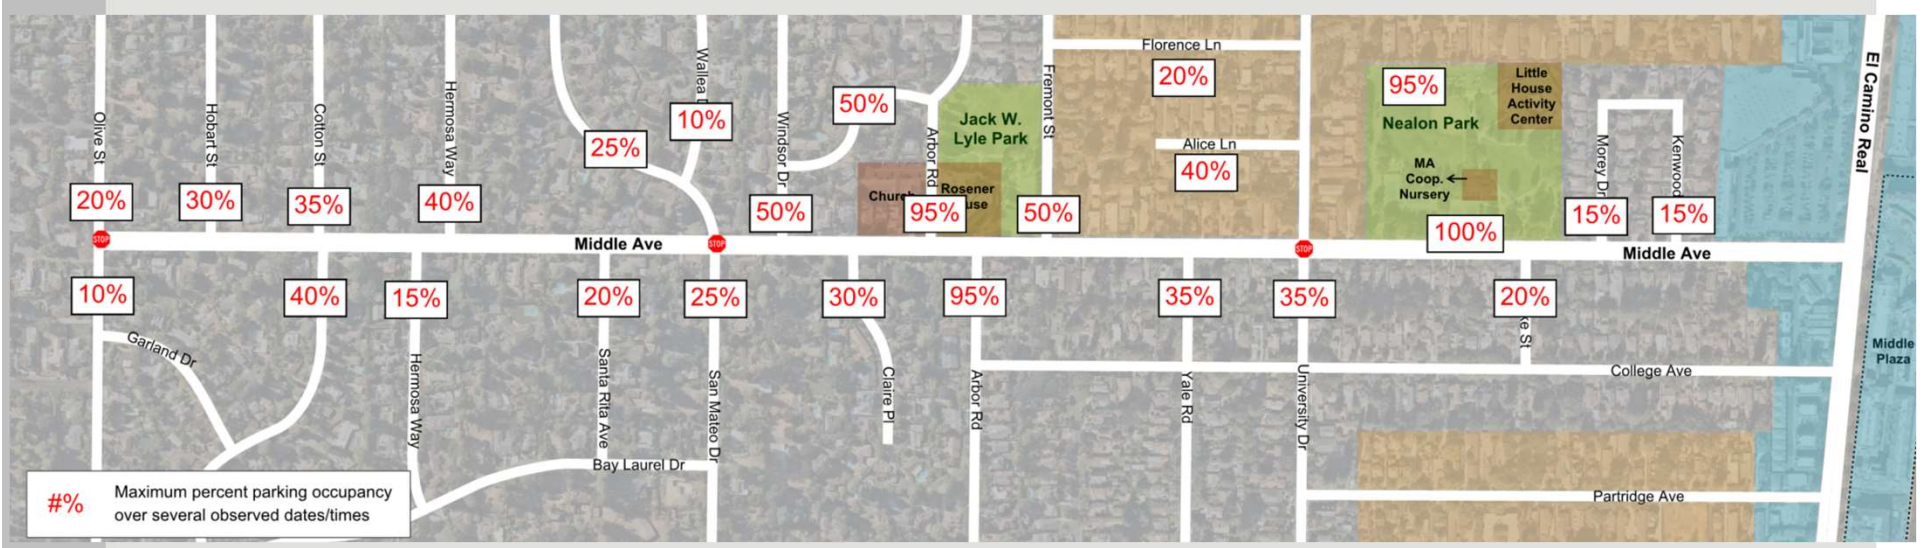 Florence Ln
20%
95%
Little
House
Activity
Center
Nealon Park
MA
Coop.
Nursery
100%
El Camino Real
Olive St
Hobart St
Cotton St
Hermosa Way
Wallea
10%
25%
Windsor Dr
50%
Arbor Rd
Jack W.
Lyle Park
Fremont St
Alice Ln
40%
Morey Dr
Kenwood
20%
30%
35%
40%
50%
Rosener
95%
50%
15%
15%
STOP
Middle Ave
STOP
STOP
Middle Ave
10%
40%
15%
20%
25%
30%
95%
35%
35%
20%
Garland Dr
Hermosa Way
Santa Rita Ave
San Mateo Dr
Claire Pl
Arbor Rd
Yale Rd
University Dr
College Ave
Middle
Plaza
Bay Laurel Dr
Partridge Ave
#% Maximum percent parking occupancy
over several observed dates/times